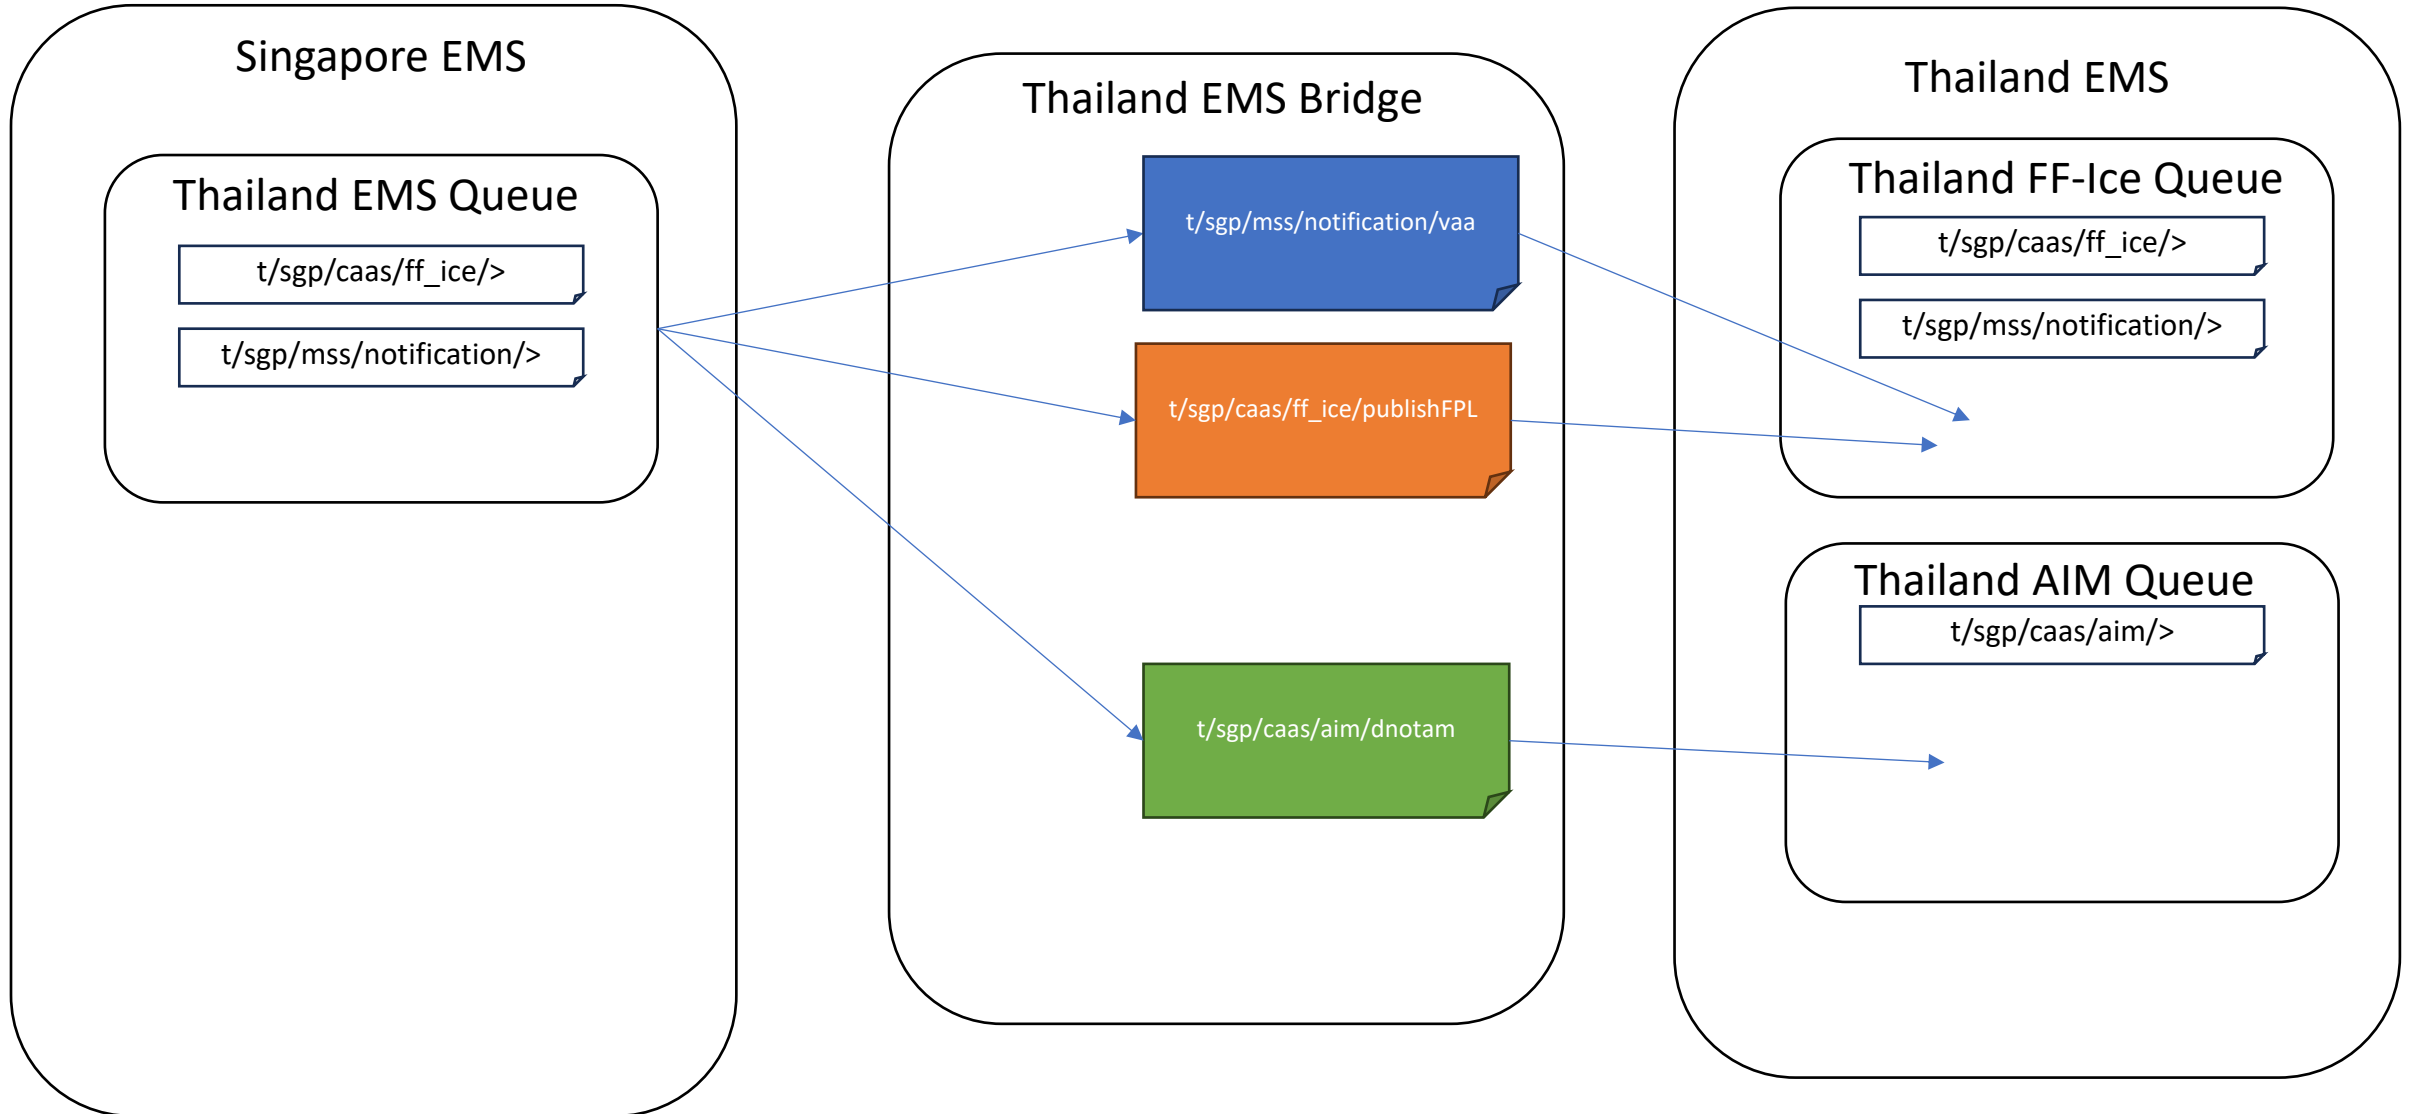 Singapore EMS
Thailand EMS Queue
t/sgp/caas/ff_ice/>
t/sgp/mss/notification/>
Thailand EMS Bridge
t/sgp/mss/notification/vaa
t/sgp/caas/ff_ice/publishFPL
t/sgp/caas/aim/dnotam
Thailand EMS
Thailand FF-Ice Queue
t/sgp/caas/ff_ice/>
t/sgp/mss/notification/>
Thailand AIM Queue
t/sgp/caas/aim/>